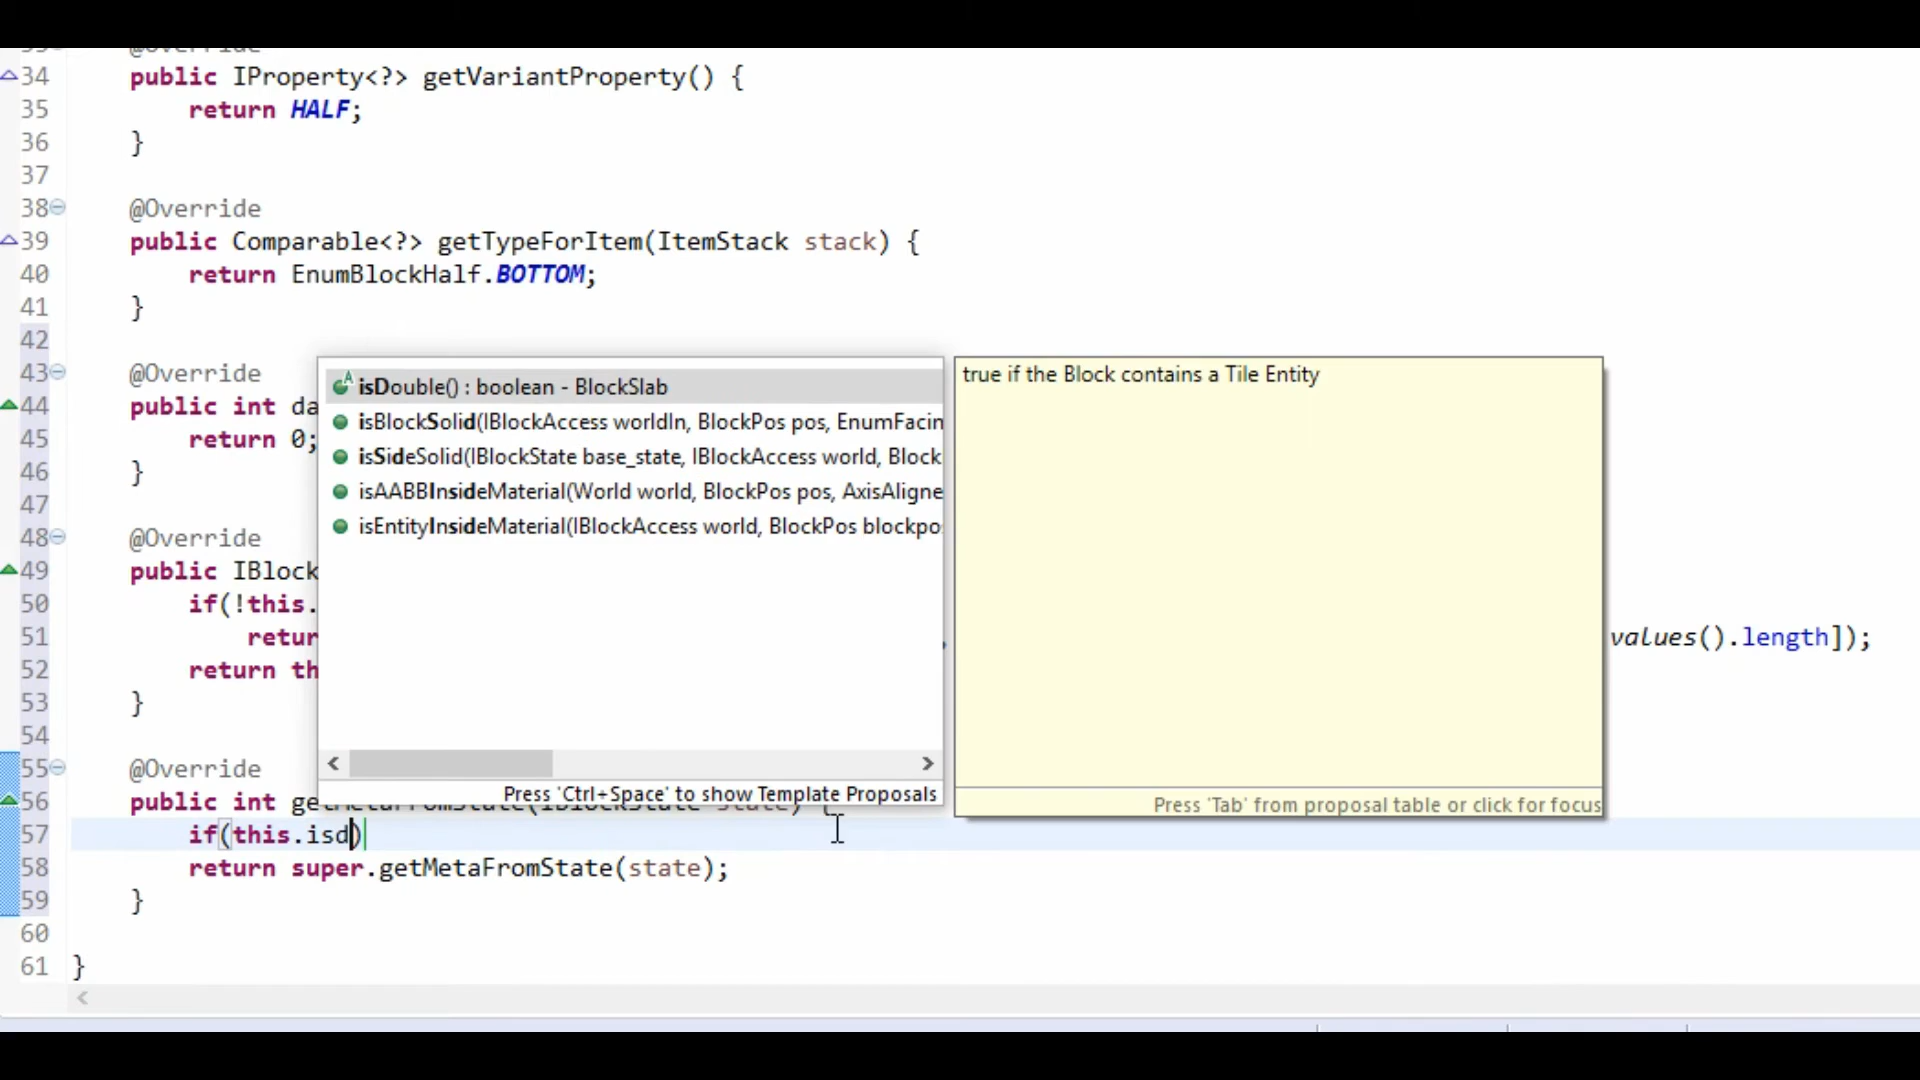 34 public IProperty<?> getVariantProperty() {
35 return HALF;
36 }
37
38 @Override
39 public Comparable<?> getTypeForItem(ItemStack stack) {
40 return EnumBlockHalf.BOTTOM;
41 }
42
43 @Override
44 public int da
45 return 0;
46 }
47
48 @Override
49 public IBlock
50 if(!this.
51 retur values().length]);
52 return th
53 }
54
55 @Override
56 public int getMetaFromState(IBlockState state) {
57 if(this.isd)
58 return super.getMetaFromState(state);
59 }
60
61 }
isDouble() : boolean - BlockSlab
isBlockSolid(IBlockAccess worldIn, BlockPos pos, EnumFacin
isSideSolid(IBlockState base_state, IBlockAccess world, Block
isAABBInsideMaterial(World world, BlockPos pos, AxisAligne
isEntityInsideMaterial(IBlockAccess world, BlockPos blockpo
Press 'Ctrl+Space' to show Template Proposals
true if the Block contains a Tile Entity
Press 'Tab' from proposal table or click for focus